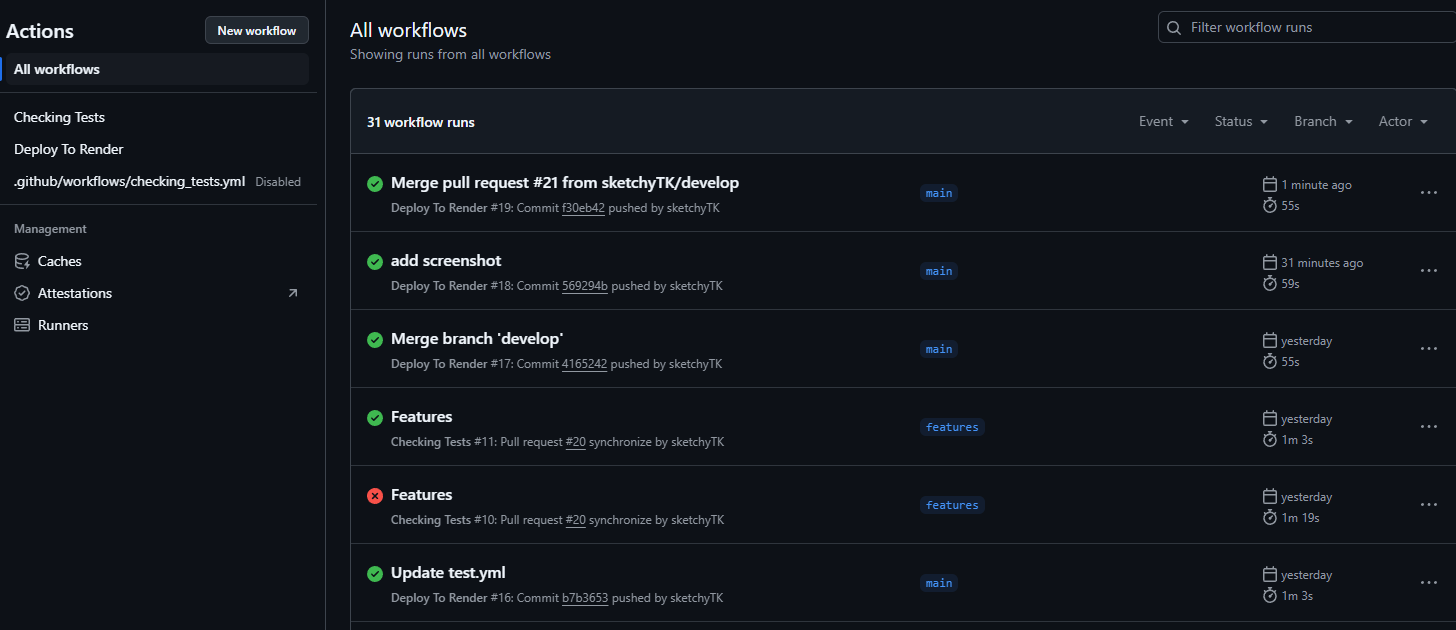 Actions
New workflow
All workflows
Checking Tests
Deploy To Render
.github/workflows/checking_tests.yml Disabled
Management
Caches
Attestations
Runners
All workflows
Showing runs from all workflows
Filter workflow runs
31 workflow runs
Event Status Branch Actor
Merge pull request #21 from sketchyTK/develop
Deploy To Render #19: Commit f30eb42 pushed by sketchyTK
main
1 minute ago
55s
add screenshot
Deploy To Render #18: Commit 569294b pushed by sketchyTK
main
31 minutes ago
59s
Merge branch 'develop'
Deploy To Render #17: Commit 4165242 pushed by sketchyTK
main
yesterday
55s
Features
Checking Tests #11: Pull request #20 synchronize by sketchyTK
features
yesterday
1m 3s
Features
Checking Tests #10: Pull request #20 synchronize by sketchyTK
features
yesterday
1m 19s
Update test.yml
Deploy To Render #16: Commit b7b3653 pushed by sketchyTK
main
yesterday
1m 3s